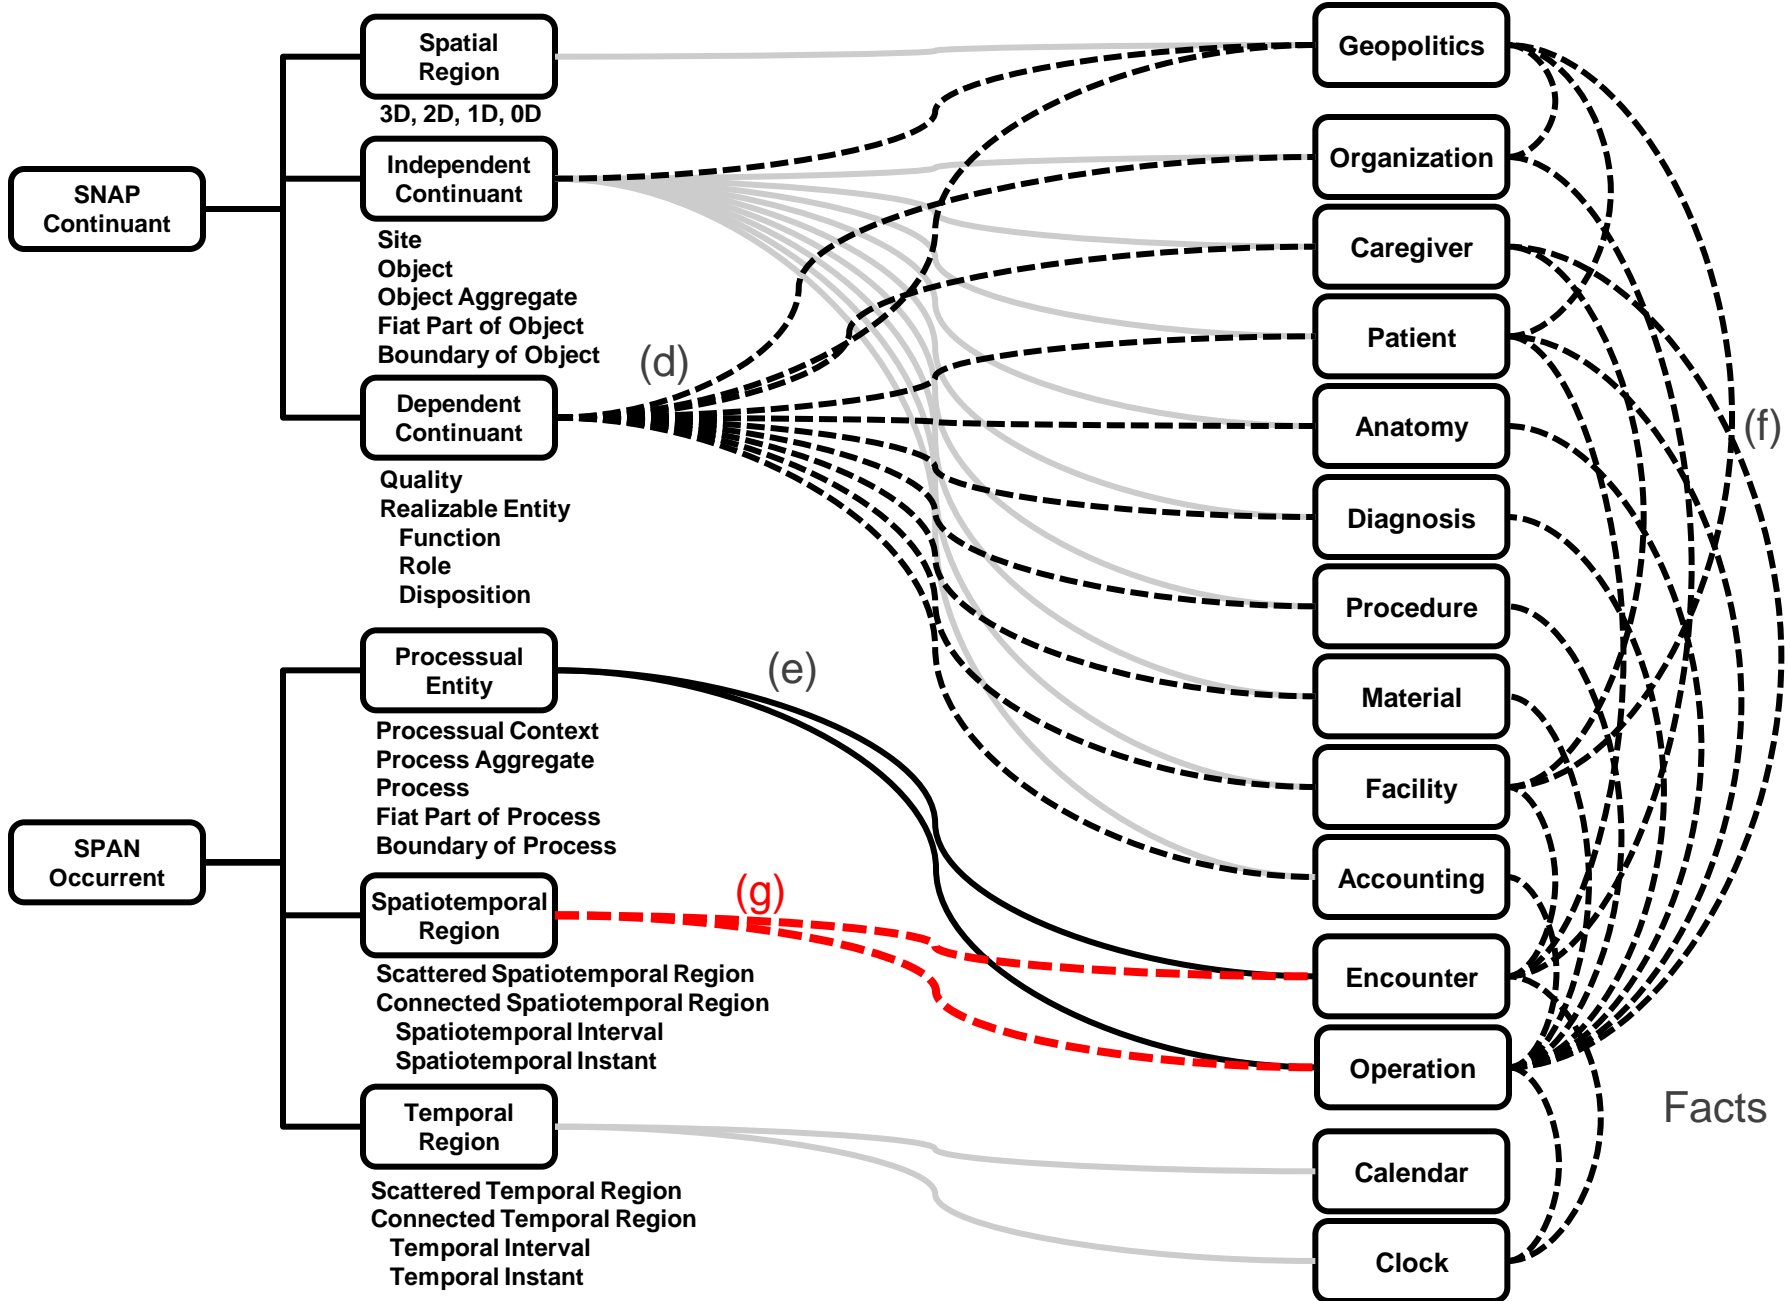 SNAP
Continuant
Spatial
Region
3D, 2D, 1D, 0D
Independent
Continuant
Site
Object
Object Aggregate
Fiat Part of Object
Boundary of Object
(d)
Dependent
Continuant
Quality
Realizable Entity
Function
Role
Disposition
SPAN
Occurrent
Processual
Entity
(e)
Processual Context
Process Aggregate
Process
Fiat Part of Process
Boundary of Process
Spatiotemporal
Region
(g)
Scattered Spatiotemporal Region
Connected Spatiotemporal Region
Spatiotemporal Interval
Spatiotemporal Instant
Temporal
Region
Scattered Temporal Region
Connected Temporal Region
Temporal Interval
Temporal Instant
Geopolitics
Organization
Caregiver
Patient
Anatomy
Diagnosis
Procedure
Material
Facility
Accounting
Encounter
Operation
Calendar
Clock
(f)
Facts